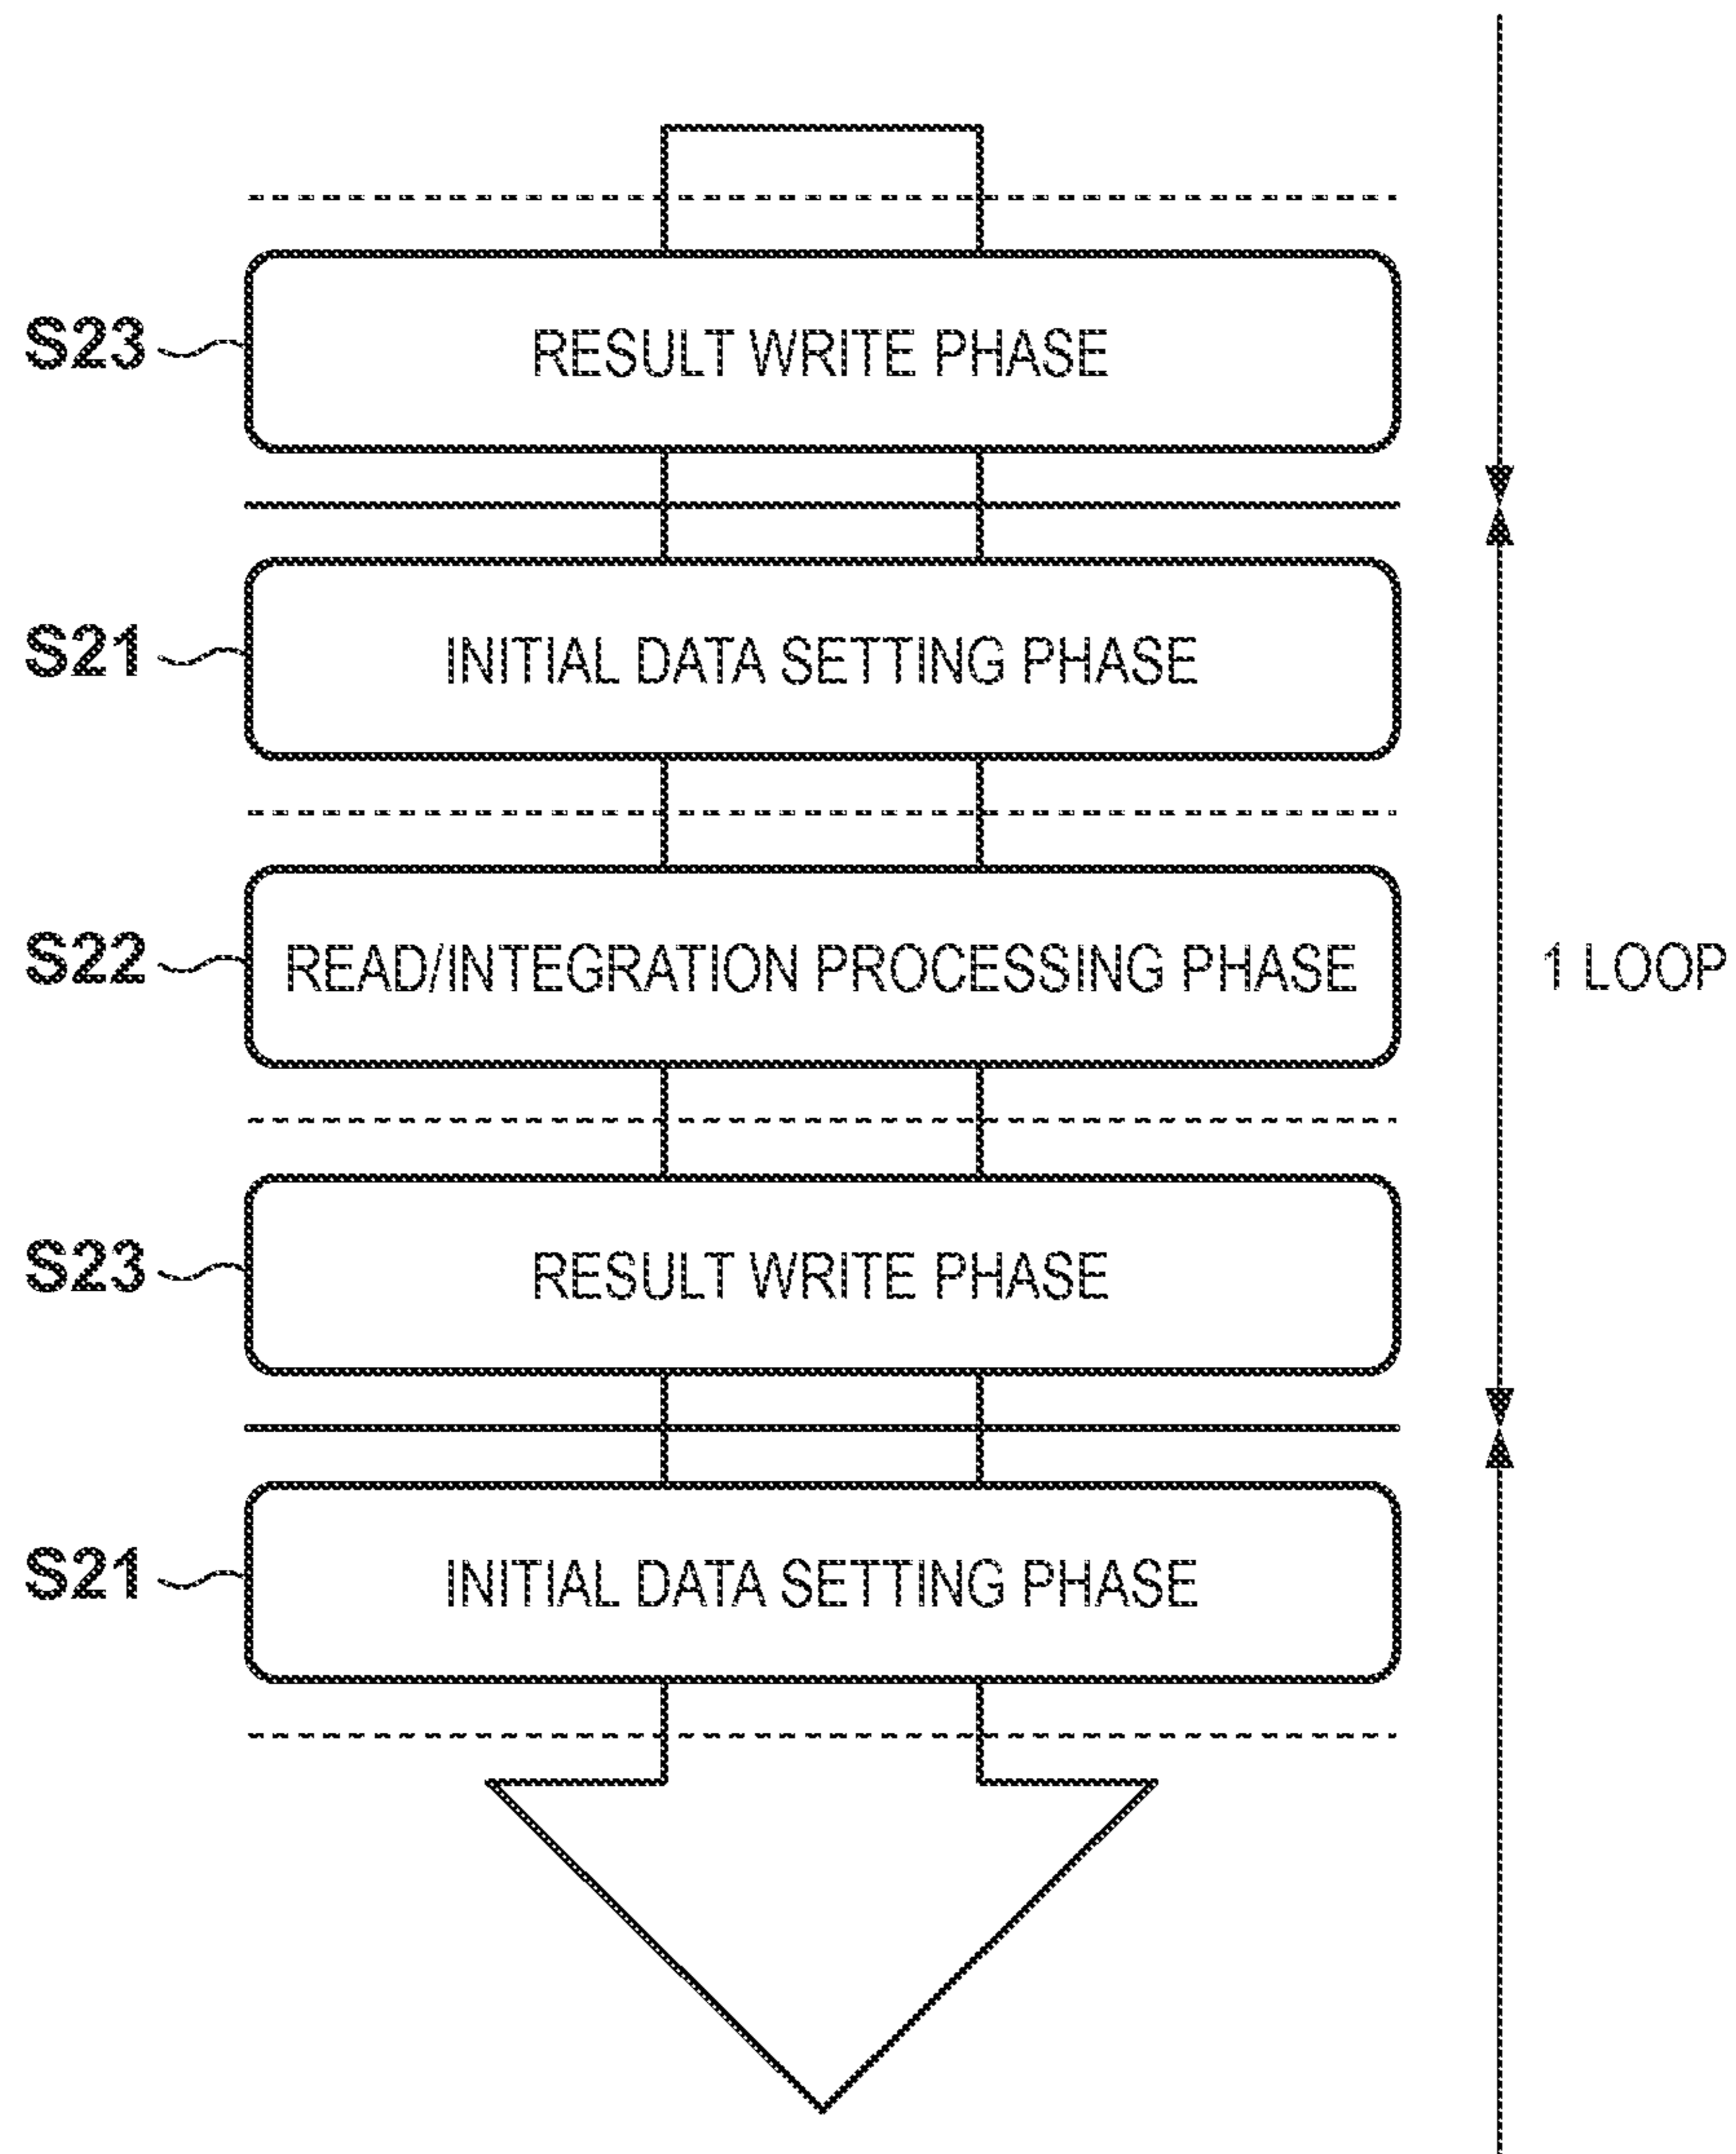 S23 RESULT WRITE PHASE
S21 INITIAL DATA SETTING PHASE
S22 READ/INTEGRATION PROCESSING PHASE 1 LOOP
S23 RESULT WRITE PHASE
S21 INITIAL DATA SETTING PHASE